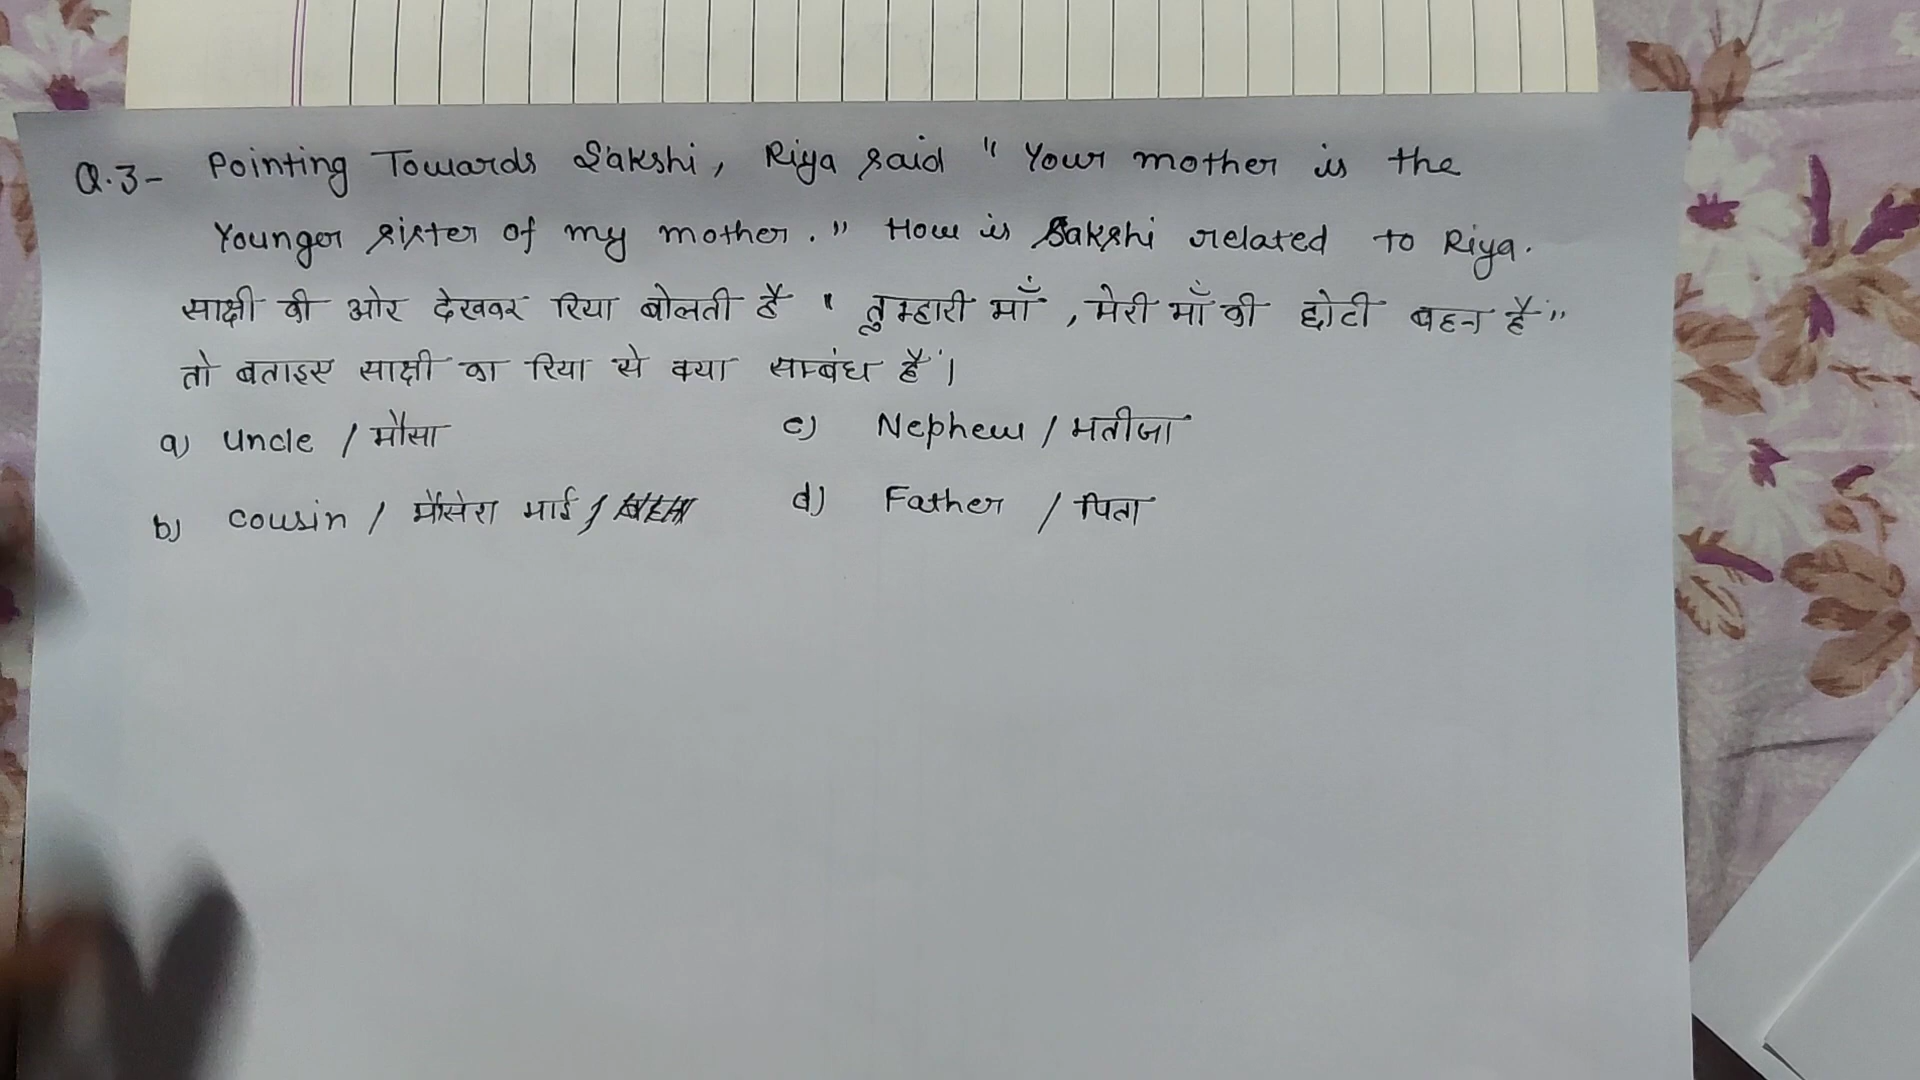 Q.3- Pointing Towards Sakshi, Riya said " Your mother is the
Younger sister of my mother." How is Sakshi related to Riya.
साक्षी की ओर देखकर रिया बोलती है " तुम्हारी माँ , मेरी माँ की छोटी बहन है"
तो बताइए साक्षी का रिया से क्या सम्बंध है।
a) Uncle / मौसा
c) Nephew / भतीजा
b) Cousin / मौसेरा भाई /
d) Father / पिता